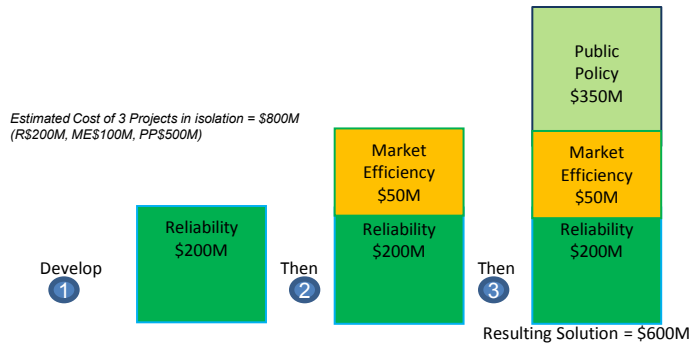 Estimated Cost of 3 Projects in isolation = $800M
(R$200M, ME$100M, PP$500M)
Develop
1
Reliability
$200M
Then
2
Market
Efficiency
$50M
Reliability
$200M
Then
3
Public
Policy
$350M
Market
Efficiency
$50M
Reliability
$200M
Resulting Solution = $600M